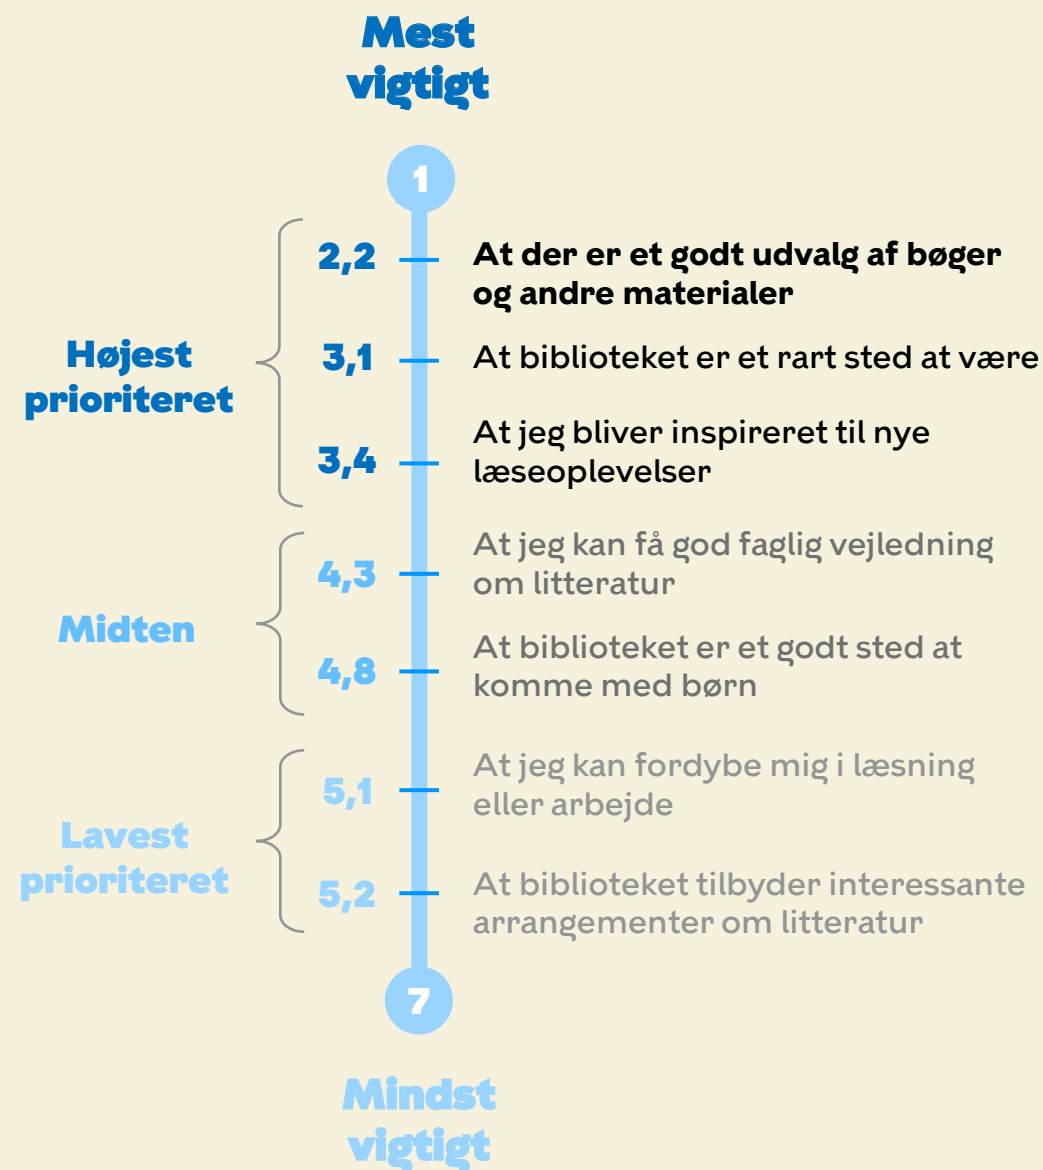 Mest
vigtigt
1
Højest
prioriteret
2,2
At der er et godt udvalg af bøger
og andre materialer
3,1
At biblioteket er et rart sted at være
3,4
At jeg bliver inspireret til nye
læseoplevelser
Midten
4,3
At jeg kan få god faglig vejledning
om litteratur
4,8
At biblioteket er et godt sted at
komme med børn
Lavest
prioriteret
5,1
At jeg kan fordybe mig i læsning
eller arbejde
5,2
At biblioteket tilbyder interessante
arrangementer om litteratur
7
Mindst
vigtigt